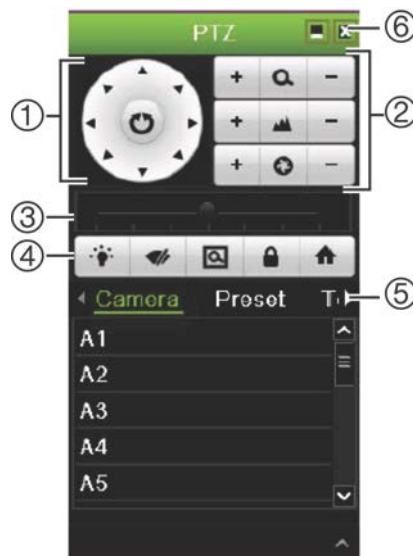 PTZ
⑥
①
+ −
②
+ −
+ −
③
④
Camera Preset
⑤
A1
A2
A3
A4
A5